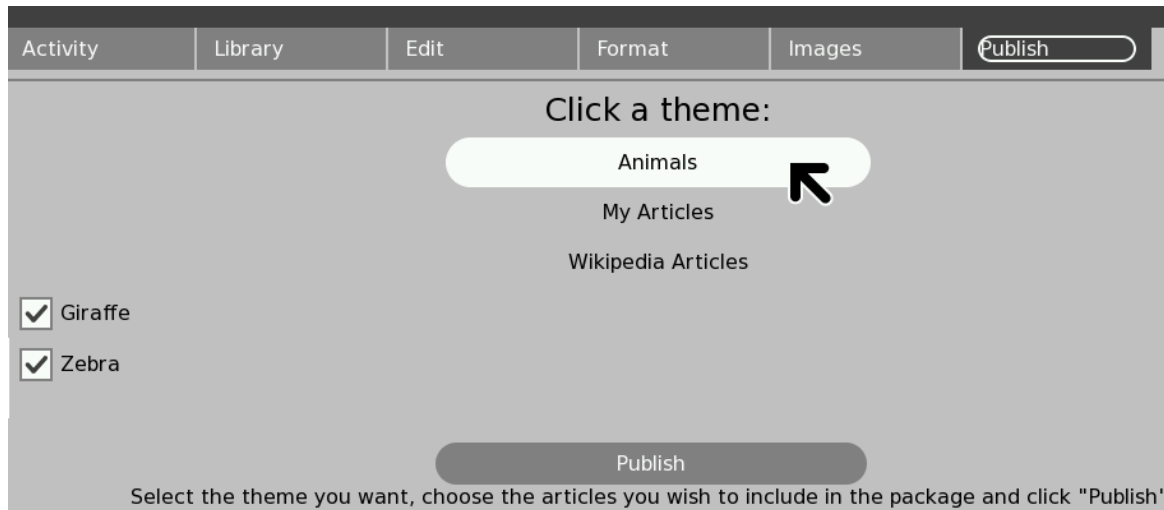 Activity Library Edit Format Images Publish
Click a theme:
Animals
My Articles
Wikipedia Articles
Giraffe
Zebra
Publish
Select the theme you want, choose the articles you wish to include in the package and click "Publish"